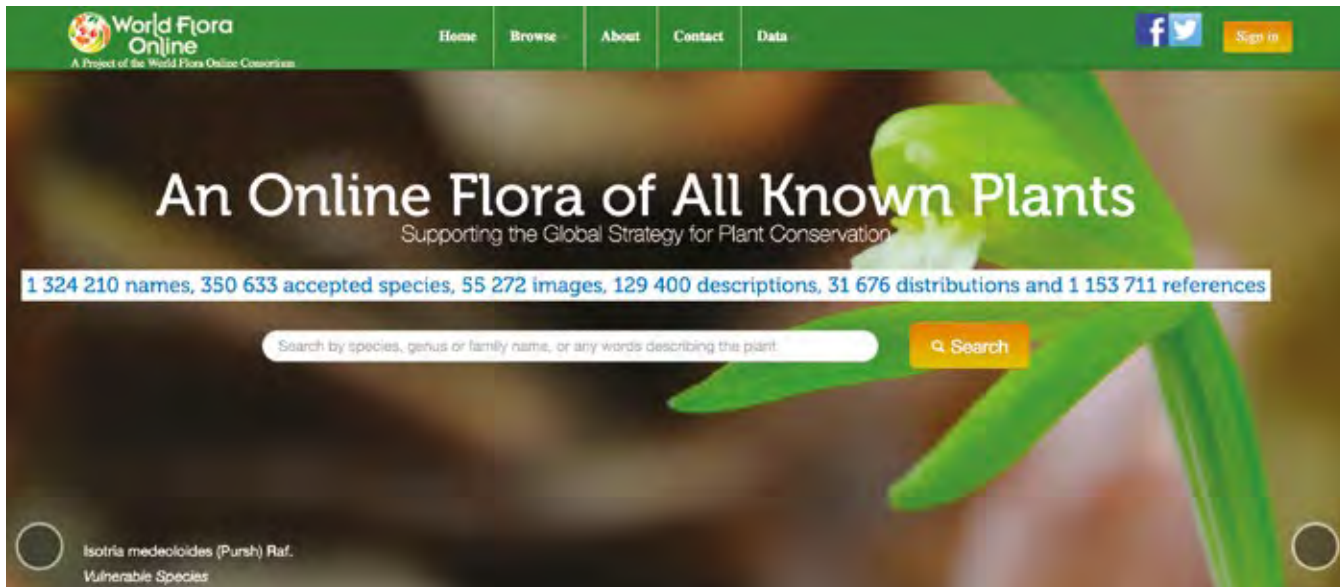 World Flora
Online
A Project of the World Flora Online Consortium
Home
Browse
About
Contact
Data
Sign in
An Online Flora of All Known Plants
Supporting the Global Strategy for Plant Conservation
1 324 210 names, 350 633 accepted species, 55 272 images, 129 400 descriptions, 31 676 distributions and 1 153 711 references
Search by species, genus or family name, or any words describing the plant
Search
Isotria medeoloides (Pursh) Raf.
Vulnerable Species